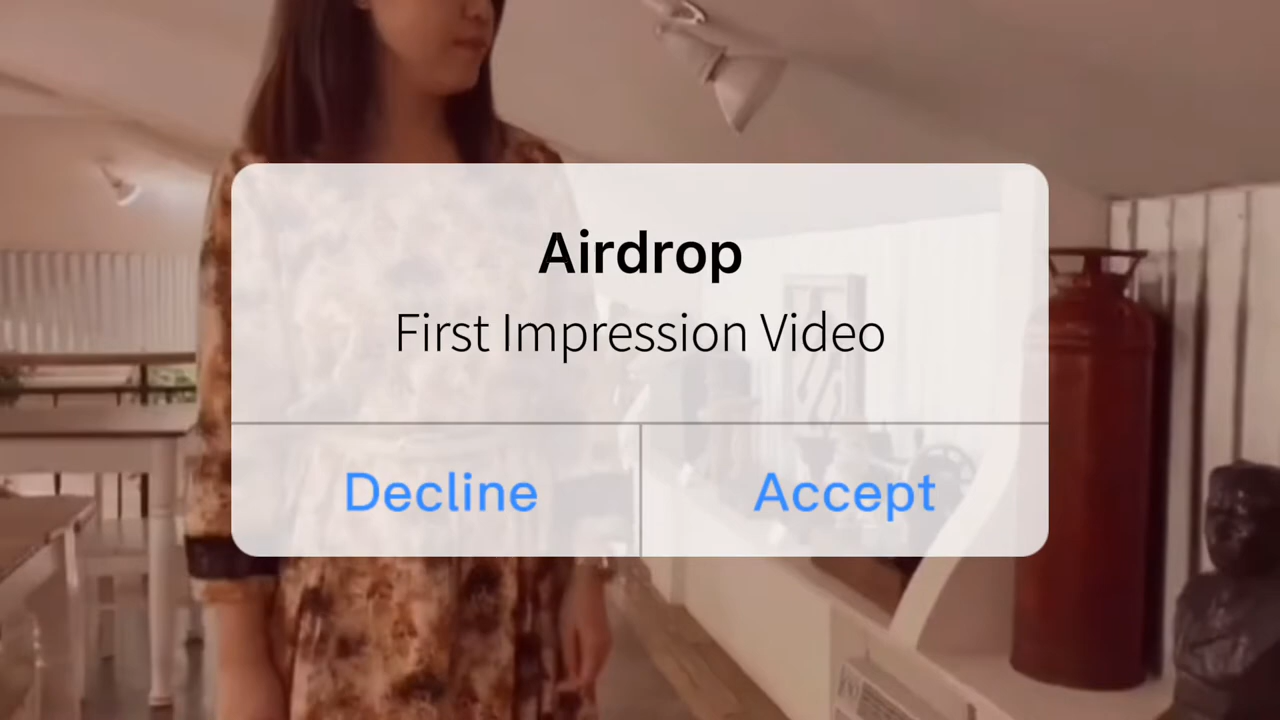 Airdrop
First Impression Video
Decline
Accept